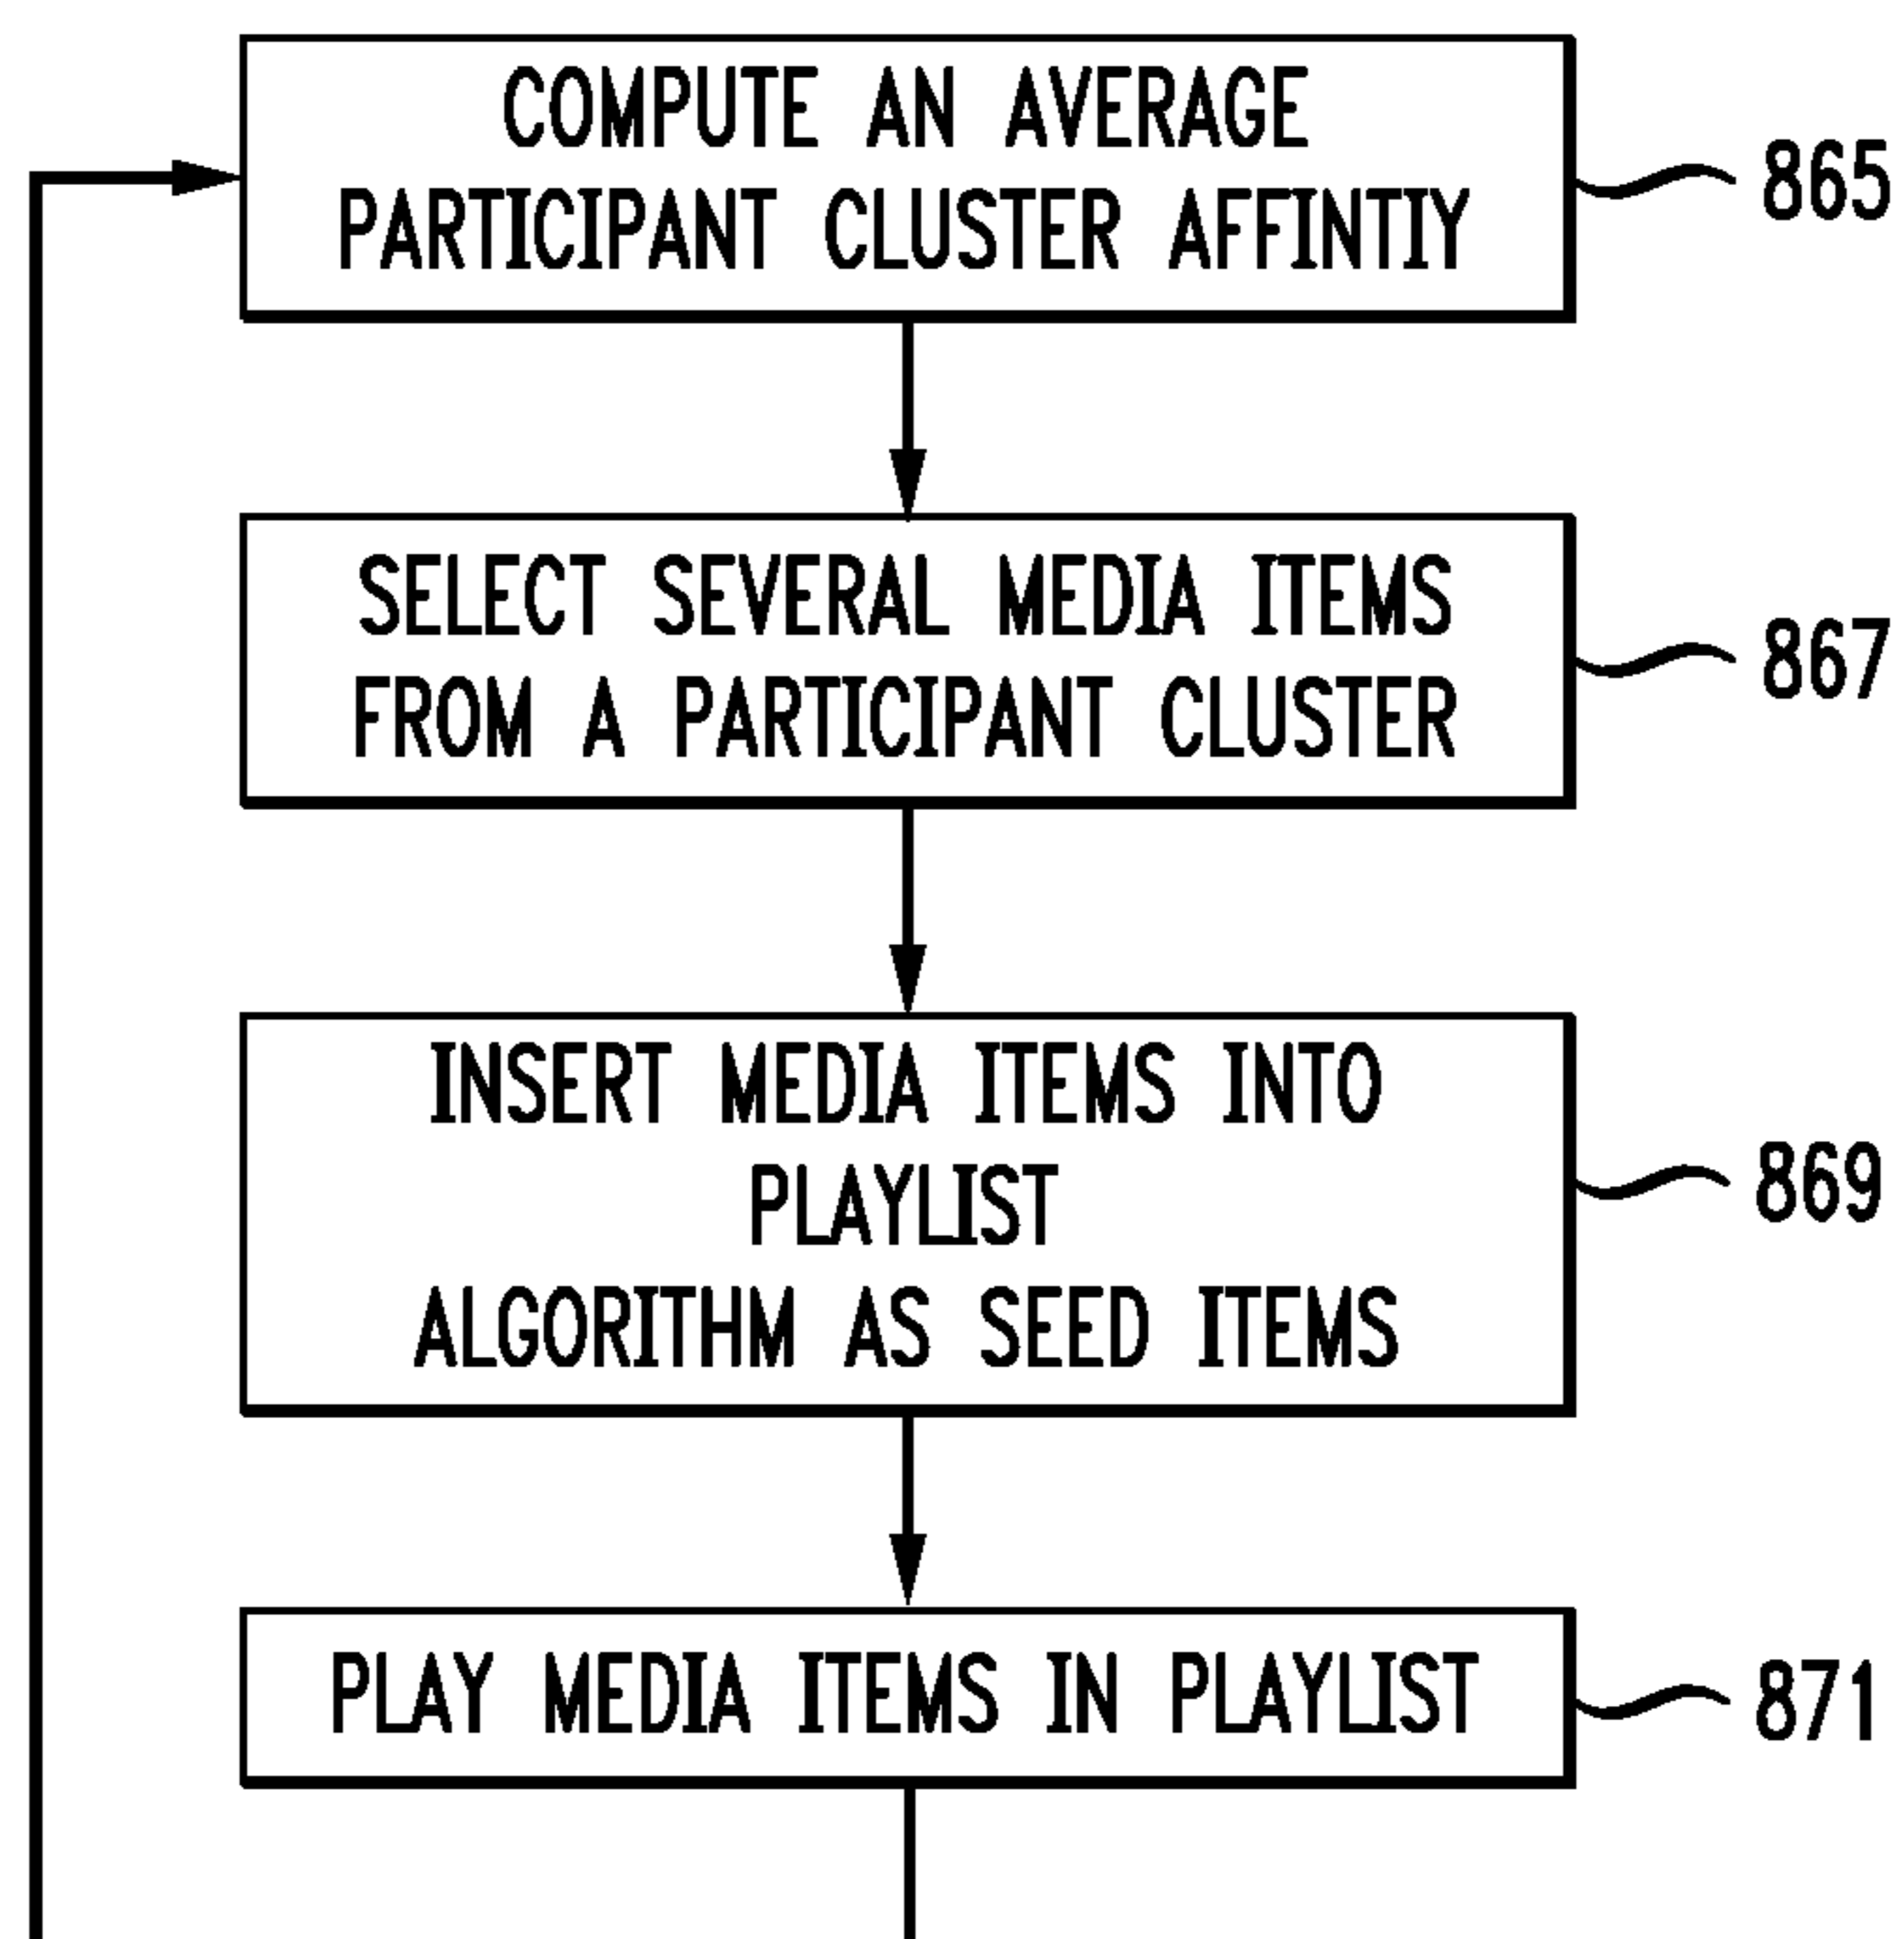 COMPUTE AN AVERAGE
PARTICIPANT CLUSTER AFFINTIY
865
SELECT SEVERAL MEDIA ITEMS
FROM A PARTICIPANT CLUSTER
867
INSERT MEDIA ITEMS INTO
PLAYLIST
ALGORITHM AS SEED ITEMS
869
PLAY MEDIA ITEMS IN PLAYLIST
871